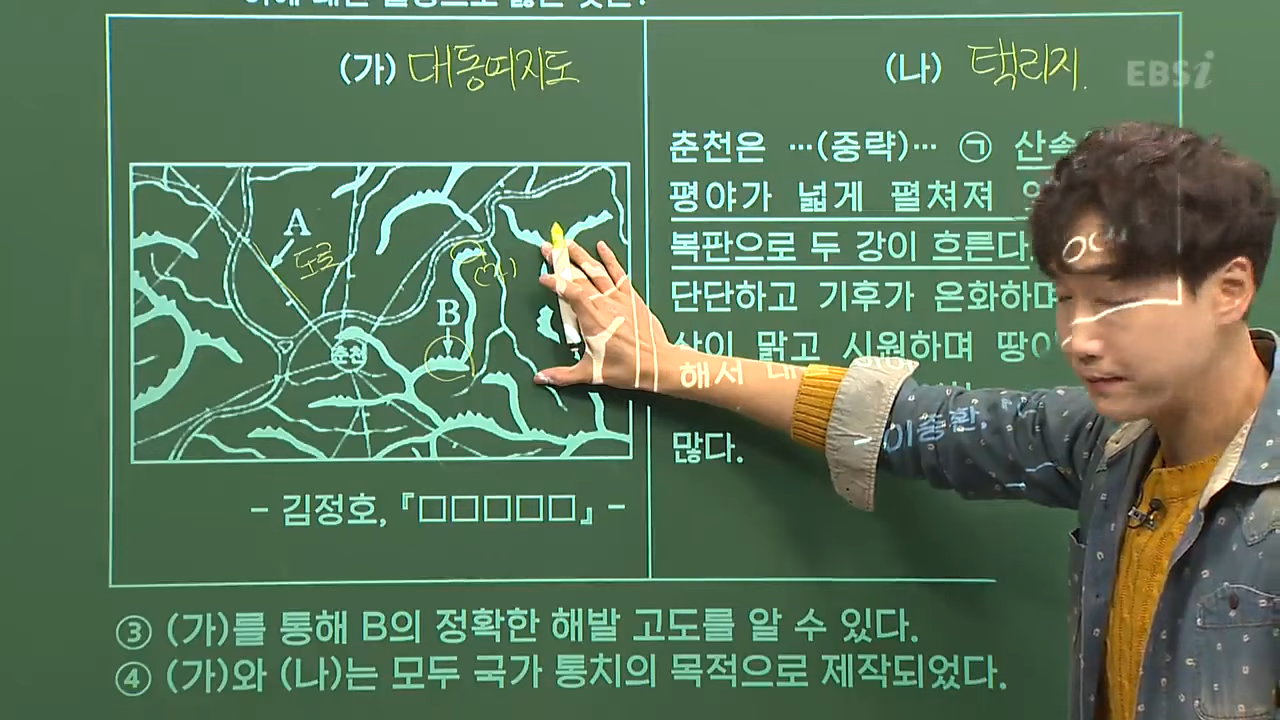 (가) 대동여지도
(나) 택리지.
EBSi
A
도로
B
(산)
춘천
- 김정호, 『□□□□□』 -
춘천은 …(중략)… ㉠ 산속
평야가 넓게 펼쳐져
복판으로 두 강이 흐른다.
단단하고 기후가 온화하며
산이 맑고 시원하며 땅이
해서
많다.
이중환,
③ (가)를 통해 B의 정확한 해발 고도를 알 수 있다.
④ (가)와 (나)는 모두 국가 통치의 목적으로 제작되었다.